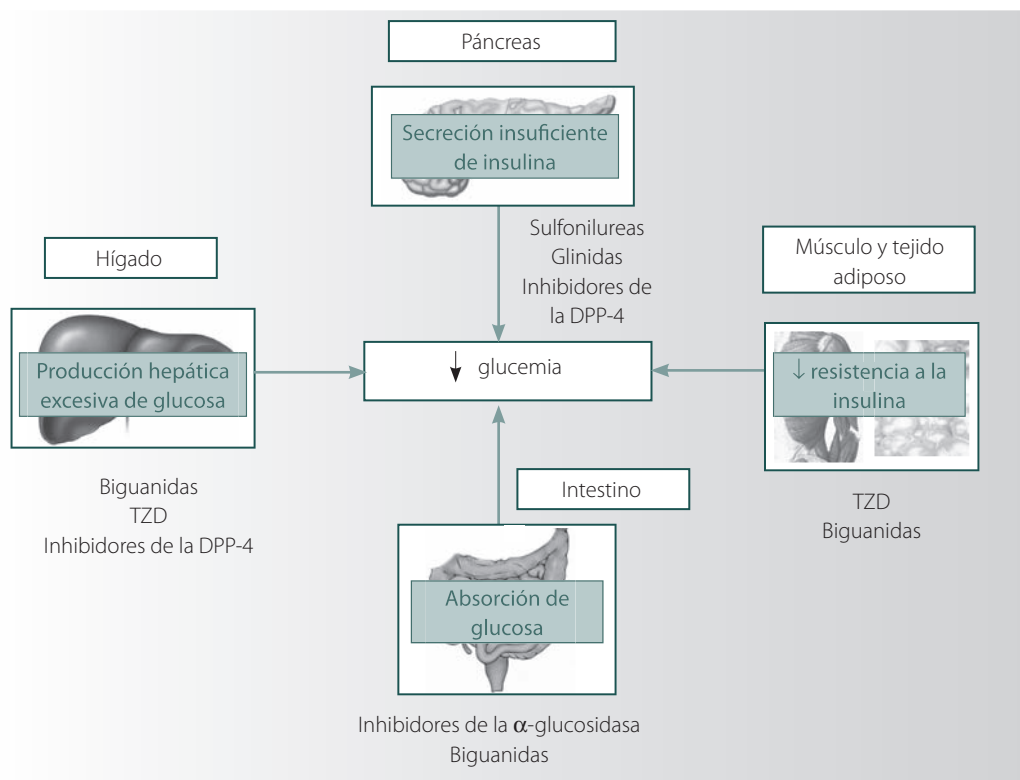 Páncreas
Secreción insuficiente
de insulina
Sulfonilureas
Glinidas
Inhibidores de
la DPP-4
Hígado
Producción hepática
excesiva de glucosa
Biguanidas
TZD
Inhibidores de la DPP-4
↓ glucemia
Músculo y tejido
adiposo
↓ resistencia a la
insulina
TZD
Biguanidas
Intestino
Absorción de
glucosa
Inhibidores de la α-glucosidasa
Biguanidas